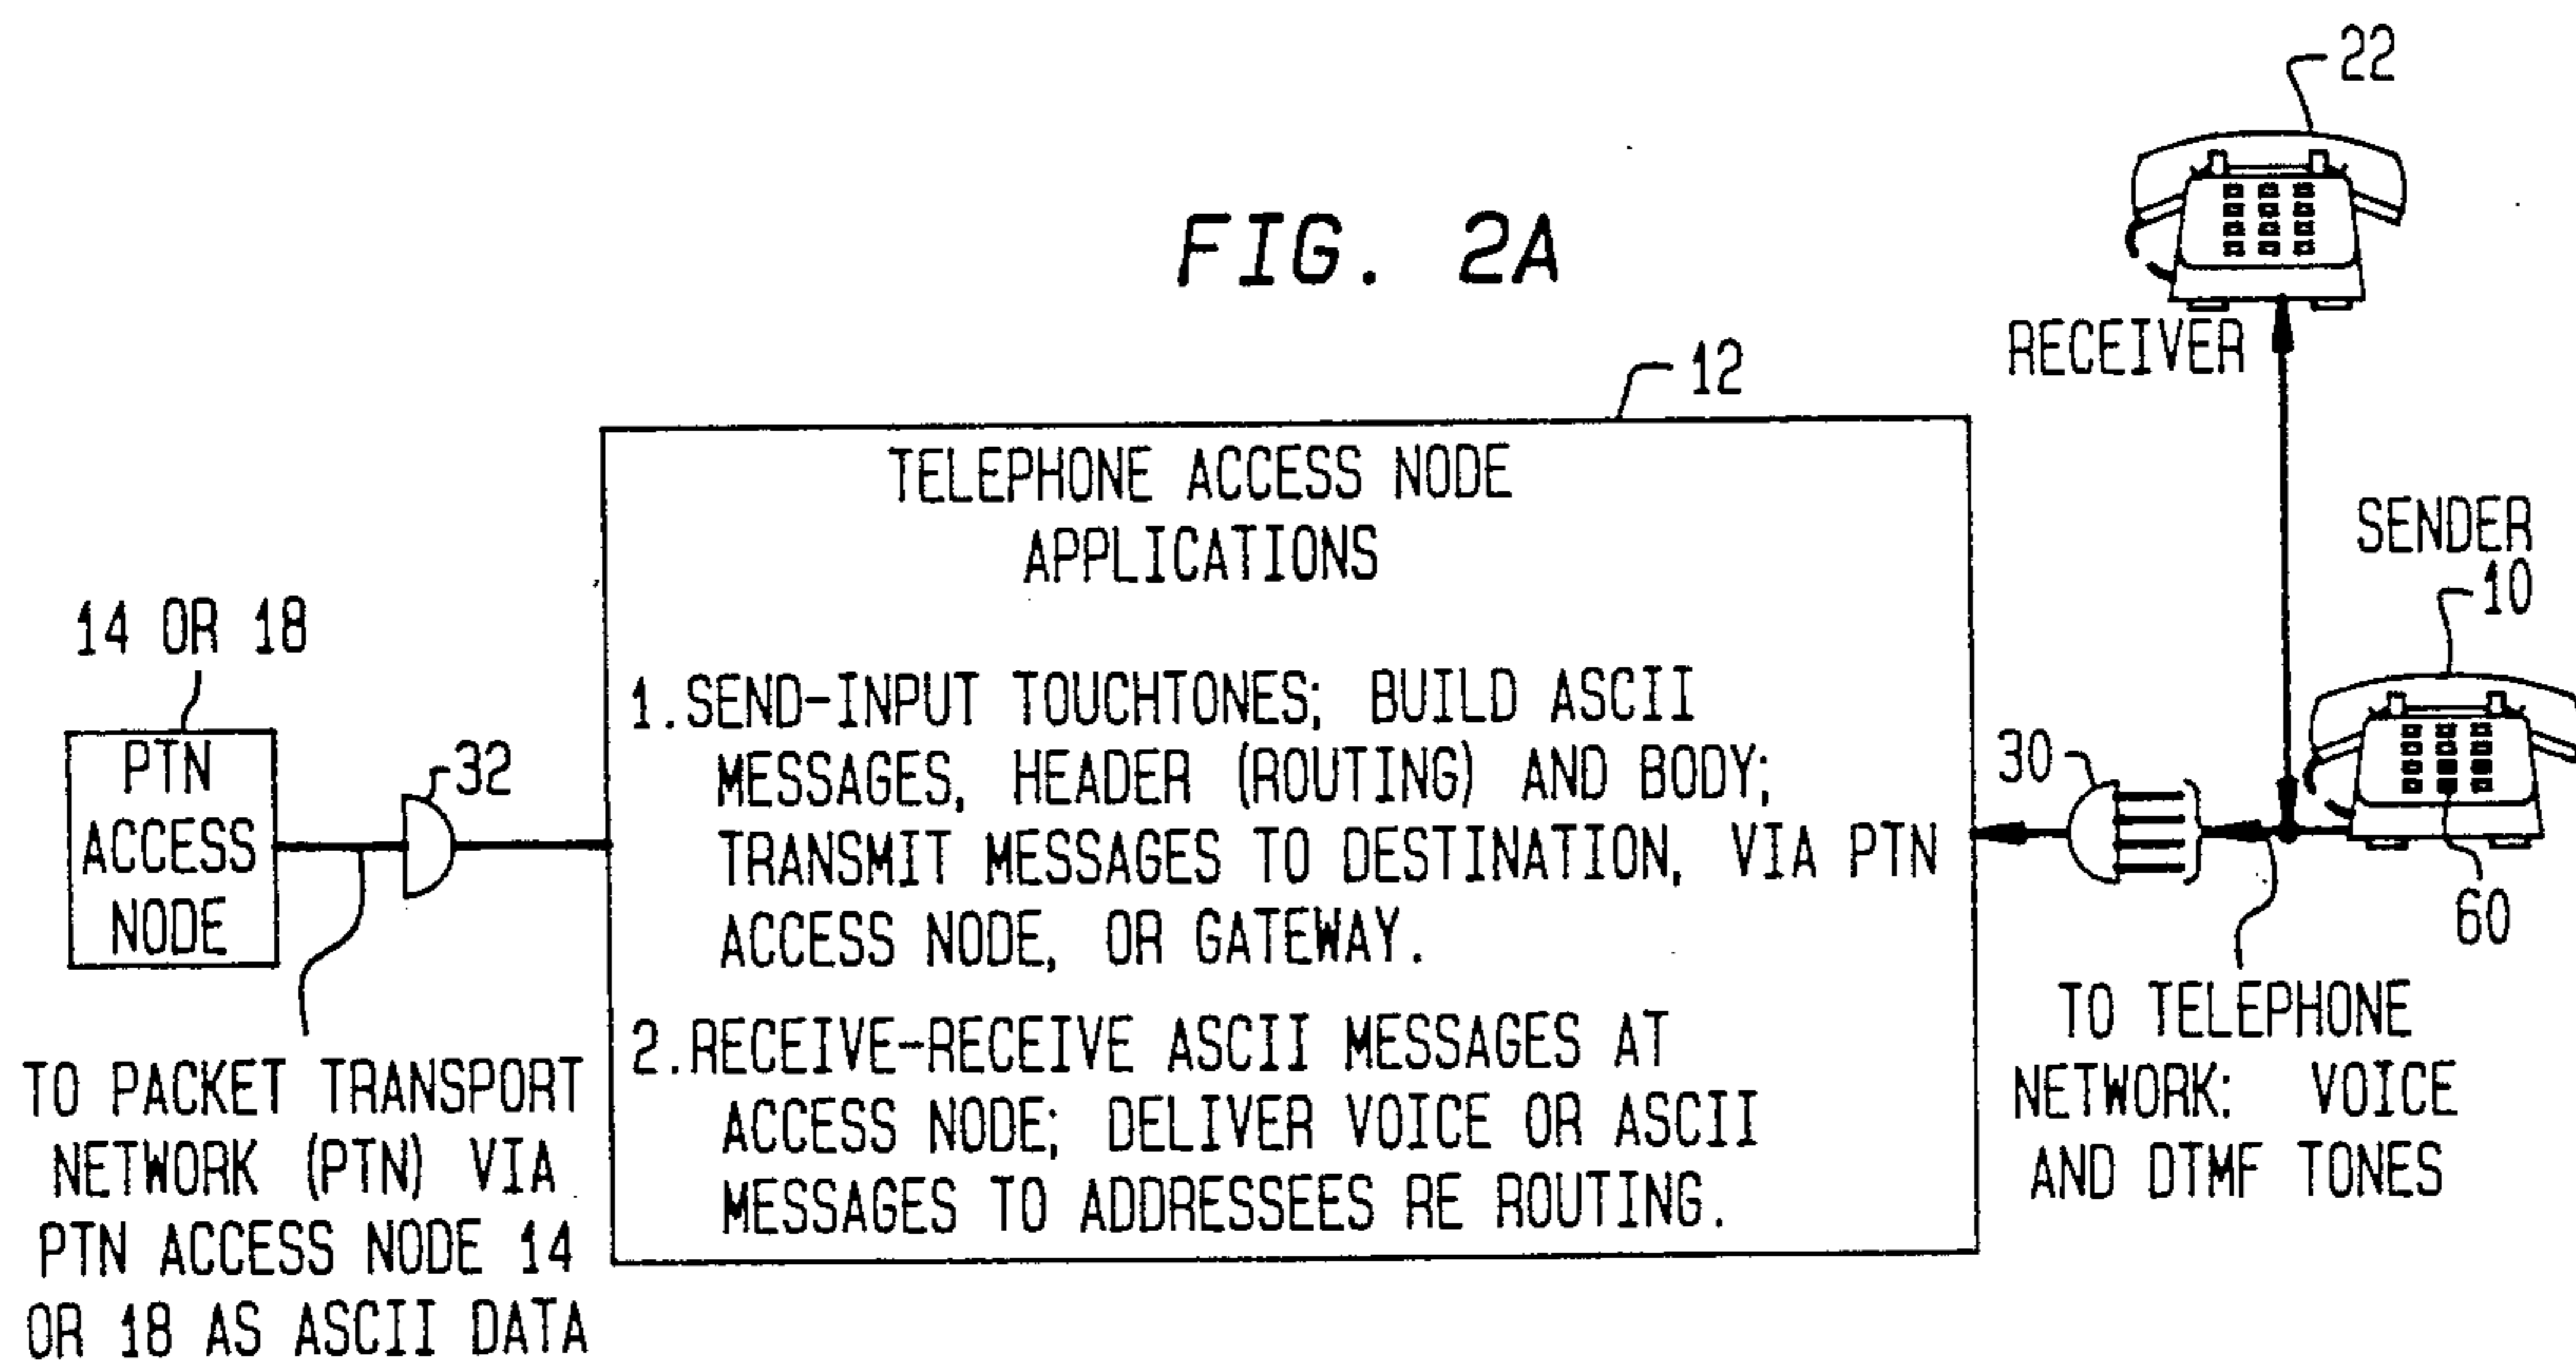 FIG. 2A
22
RECEIVER
SENDER
10
12
TELEPHONE ACCESS NODE
APPLICATIONS
1.SEND-INPUT TOUCHTONES; BUILD ASCII
MESSAGES, HEADER (ROUTING) AND BODY;
TRANSMIT MESSAGES TO DESTINATION, VIA PTN
ACCESS NODE, OR GATEWAY.
2.RECEIVE-RECEIVE ASCII MESSAGES AT
ACCESS NODE; DELIVER VOICE OR ASCII
MESSAGES TO ADDRESSEES RE ROUTING.
14 OR 18
PTN
ACCESS
NODE
32
TO PACKET TRANSPORT
NETWORK (PTN) VIA
PTN ACCESS NODE 14
OR 18 AS ASCII DATA
30
60
TO TELEPHONE
NETWORK: VOICE
AND DTMF TONES